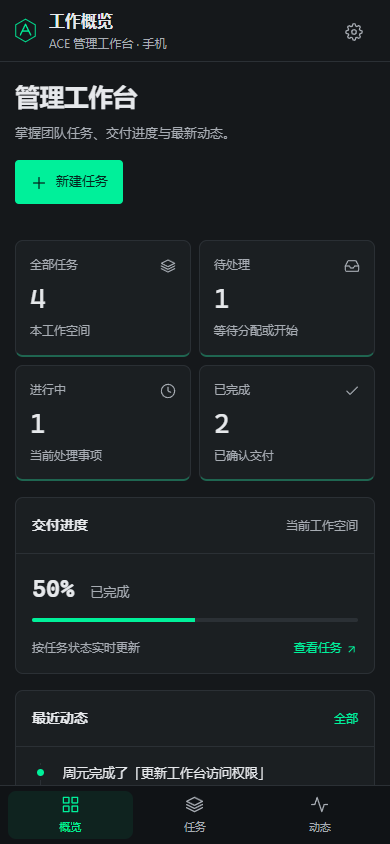 工作概览
ACE 管理工作台 · 手机
管理工作台
掌握团队任务、交付进度与最新动态。
新建任务
全部任务
4
本工作空间
待处理
1
等待分配或开始
进行中
1
当前处理事项
已完成
2
已确认交付
交付进度
当前工作空间
50% 已完成
按任务状态实时更新
查看任务
最近动态
全部
周元完成了「更新工作台访问权限」
概览
任务
动态